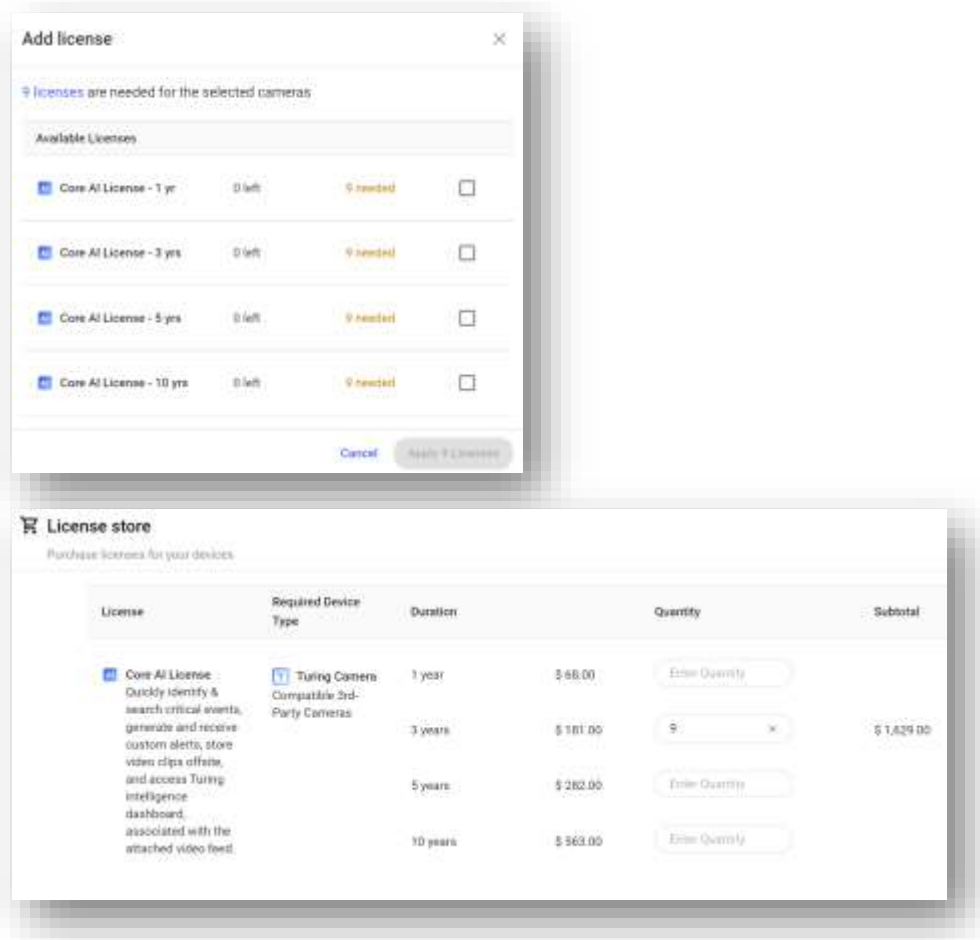 Add license
9 licenses are needed for the selected cameras
Available Licenses
Core AI License - 1 yr 0 left 9 needed
Core AI License - 3 yrs 0 left 9 needed
Core AI License - 5 yrs 0 left 9 needed
Core AI License - 10 yrs 0 left 9 needed
Cancel Apply 9 Licenses
License store
Purchase licenses for your devices
License Required Device Type Duration Quantity Subtotal
Core AI License
Quickly identify &
search critical events,
generate and receive
custom alerts, store
video clips offsite,
and access Turing
intelligence
dashboard,
associated with the
attached video feed.
Turing Camera
Compatible 3rd-
Party Cameras
1 year $ 68.00 Enter Quantity
3 years $ 181.00 9 × $ 1,629.00
5 years $ 282.00 Enter Quantity
10 years $ 563.00 Enter Quantity